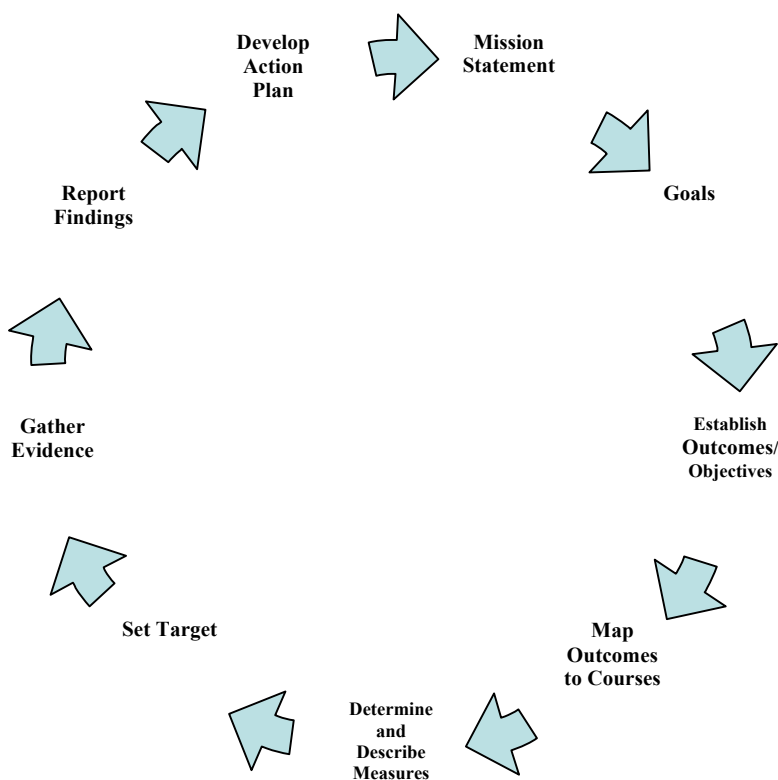 Develop
Action
Plan
Mission
Statement
Goals
Establish
Outcomes/
Objectives
Map
Outcomes
to Courses
Determine
and
Describe
Measures
Set Target
Gather
Evidence
Report
Findings